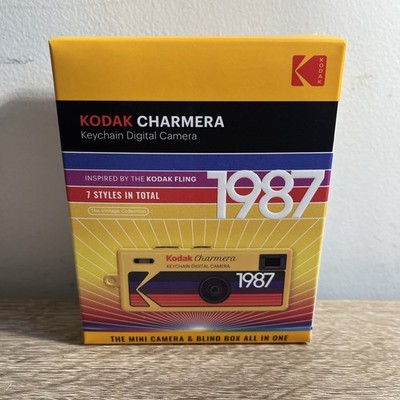 KODAK
KODAK CHARMERA
Keychain Digital Camera
INSPIRED BY THE KODAK FLING
1987
7 STYLES IN TOTAL
The Vintage Collection
Kodak Charmera
KEYCHAIN DIGITAL CAMERA
1987
THE MINI CAMERA & BLIND BOX ALL IN ONE